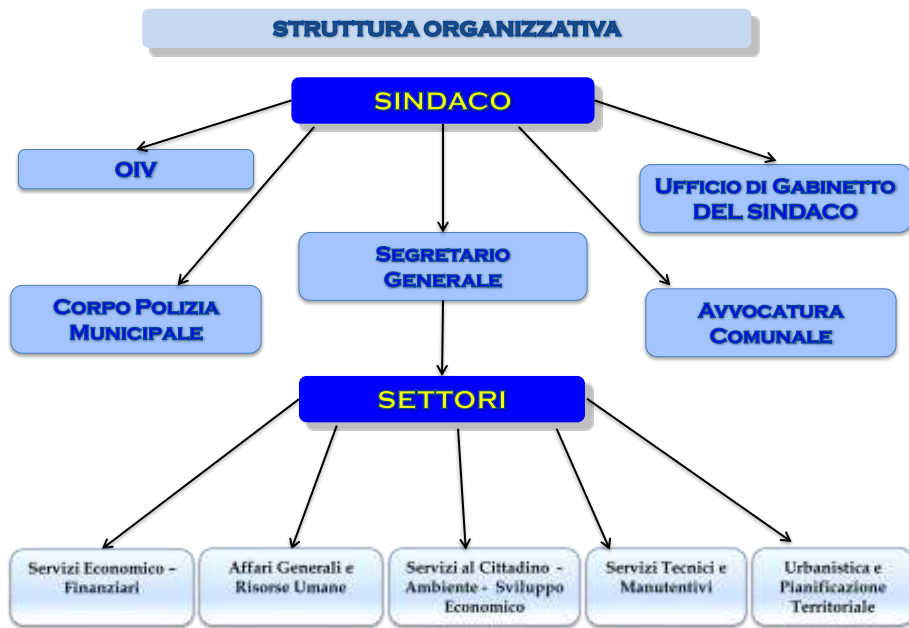 STRUTTURA ORGANIZZATIVA
SINDACO
OIV
UFFICIO DI GABINETTO
DEL SINDACO
SEGRETARIO
GENERALE
CORPO POLIZIA
MUNICIPALE
AVVOCATURA
COMUNALE
SETTORI
Servizi Economico –
Finanziari
Affari Generali e
Risorse Umane
Servizi al Cittadino -
Ambiente - Sviluppo
Economico
Servizi Tecnici e
Manutentivi
Urbanistica e
Pianificazione
Territoriale